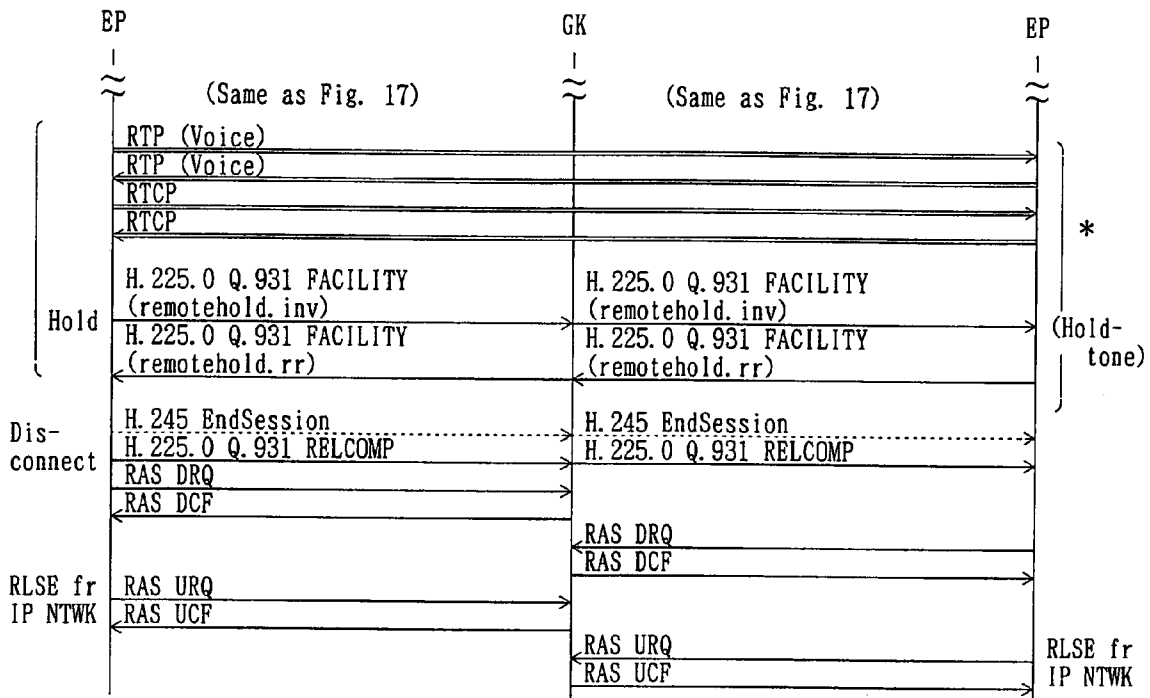 EP GK EP
(Same as Fig. 17) (Same as Fig. 17)
RTP (Voice)
RTP (Voice)
RTCP
RTCP
*
H.225.0 Q.931 FACILITY H.225.0 Q.931 FACILITY
(remotehold.inv) (remotehold.inv)
Hold
(Hold-
tone)
H.225.0 Q.931 FACILITY H.225.0 Q.931 FACILITY
(remotehold.rr) (remotehold.rr)
Dis-
connect
H.245 EndSession H.245 EndSession
H.225.0 Q.931 RELCOMP H.225.0 Q.931 RELCOMP
RAS DRQ
RAS DCF
RAS DRQ
RAS DCF
RLSE fr
IP NTWK
RAS URQ
RAS UCF
RAS URQ
RAS UCF
RLSE fr
IP NTWK